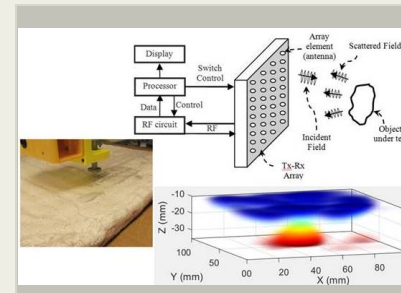 Display
Processor
Data
Control
RF circuit
Switch
Control
RF
Array
element
(antenna)
Scattered Field
Incident
Field
Object
under te
Tx-Rx
Array
Z (mm)
-10
-20
-30
100
50
00
Y (mm)
20
40
60
80
X (mm)